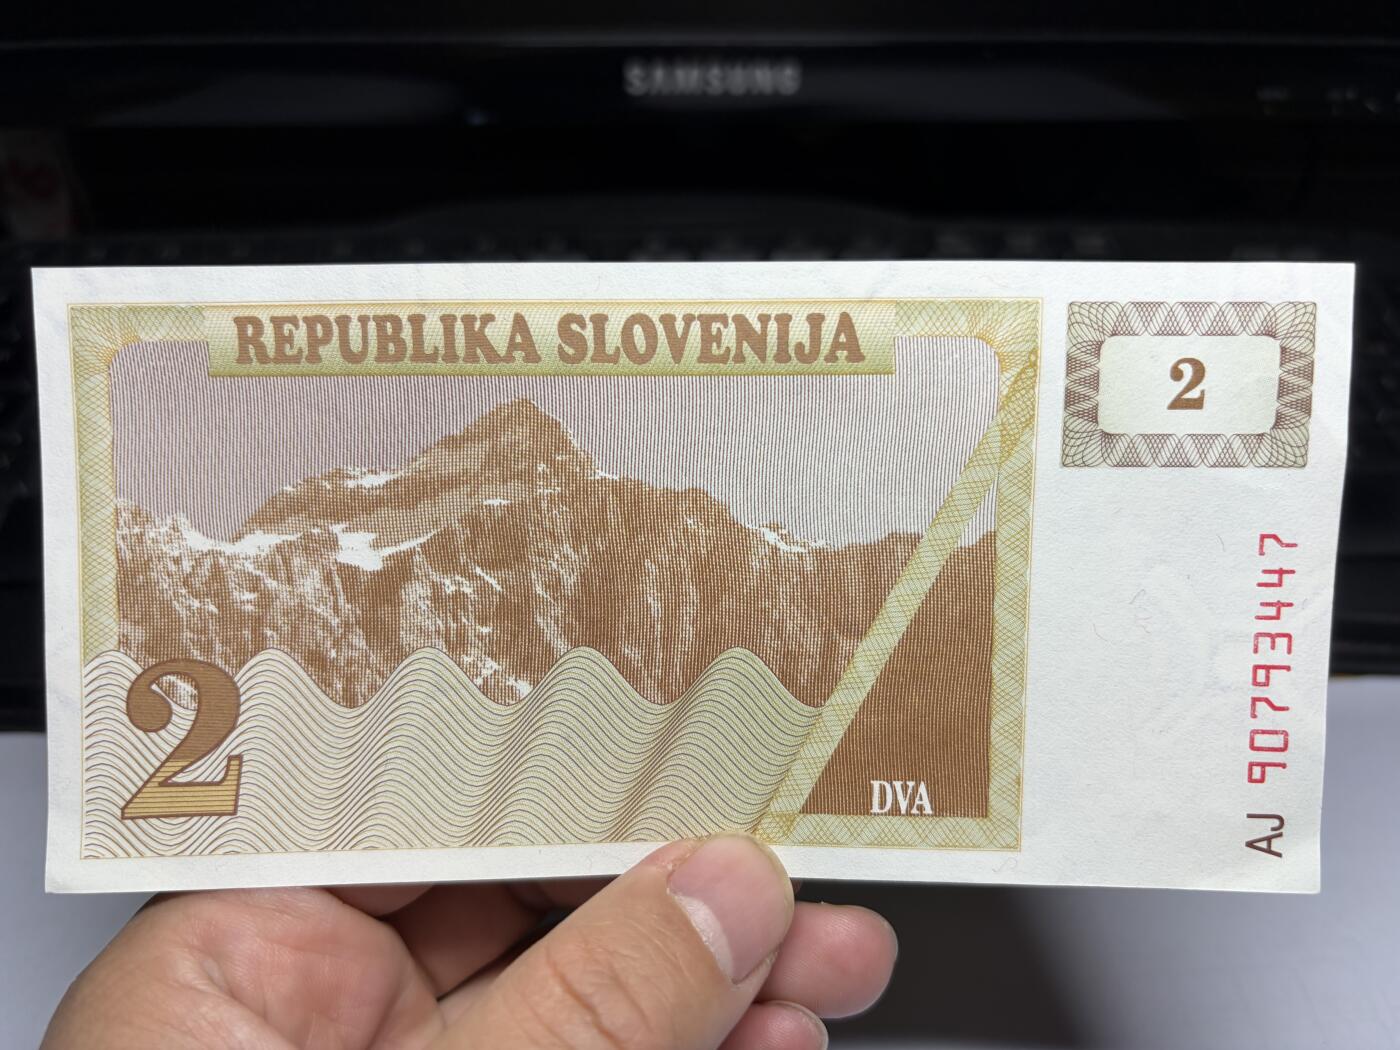 SAMSUNG
REPUBLIKA SLOVENIJA
2
2
DVA
AJ 90793447